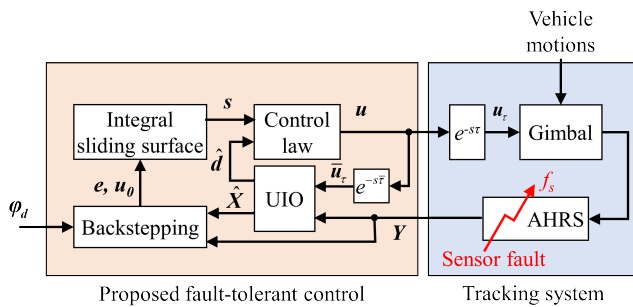 Vehicle
motions
Integral
sliding surface
s
Control
law
u
e^{-sτ}
u_τ
Gimbal
d̂
ū_τ
e^{-sτ̄}
e, u_0
X̂
UIO
f_s
φ_d
Backstepping
Y
AHRS
Sensor fault
Proposed fault-tolerant control
Tracking system